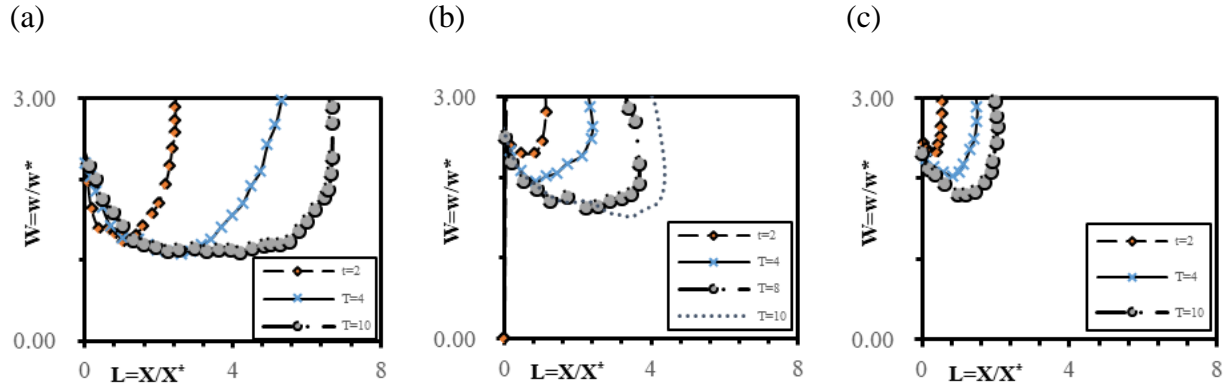 (a)
(b)
(c)
3.00
W=w/w*
0.00
0
4
8
L=X/X*
t=2
T=4
T=10
3.00
W=w/w*
0.00
0
4
8
L=X/X*
t=2
T=4
T=8
T=10
3.00
W=w/w*
0.00
0
4
8
L=X/X*
t=2
T=4
T=10